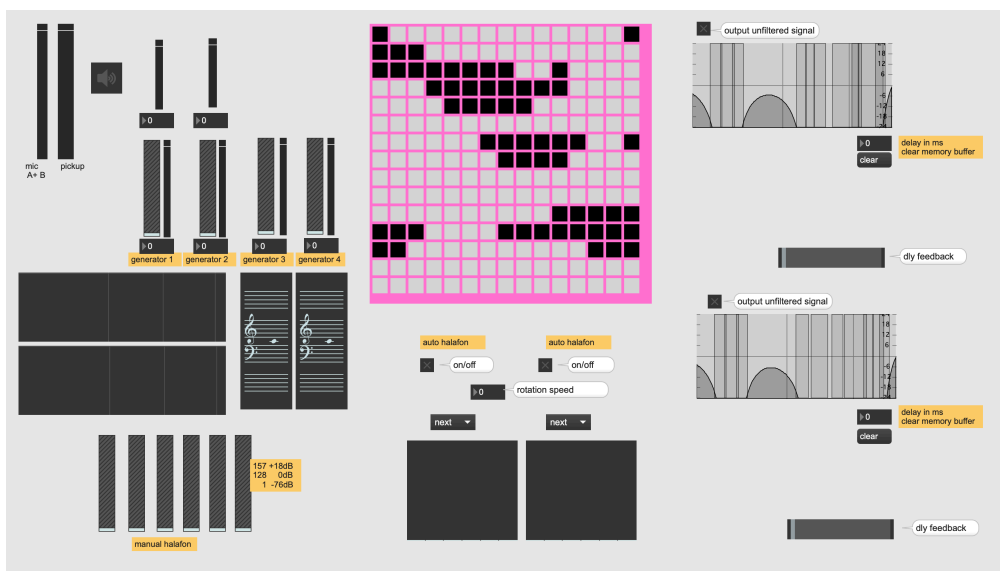 mic
A+ B
pickup
0
0
0
0
0
0
generator 1
generator 2
generator 3
generator 4
157 +18dB
128 0dB
1 -76dB
manual halafon
auto halafon
auto halafon
on/off
on/off
0
rotation speed
next
next
output unfiltered signal
18
12
6
-6
-12
-18
0
delay in ms
clear memory buffer
clear
dly feedback
output unfiltered signal
18
12
6
-6
-12
-18
0
delay in ms
clear memory buffer
clear
dly feedback